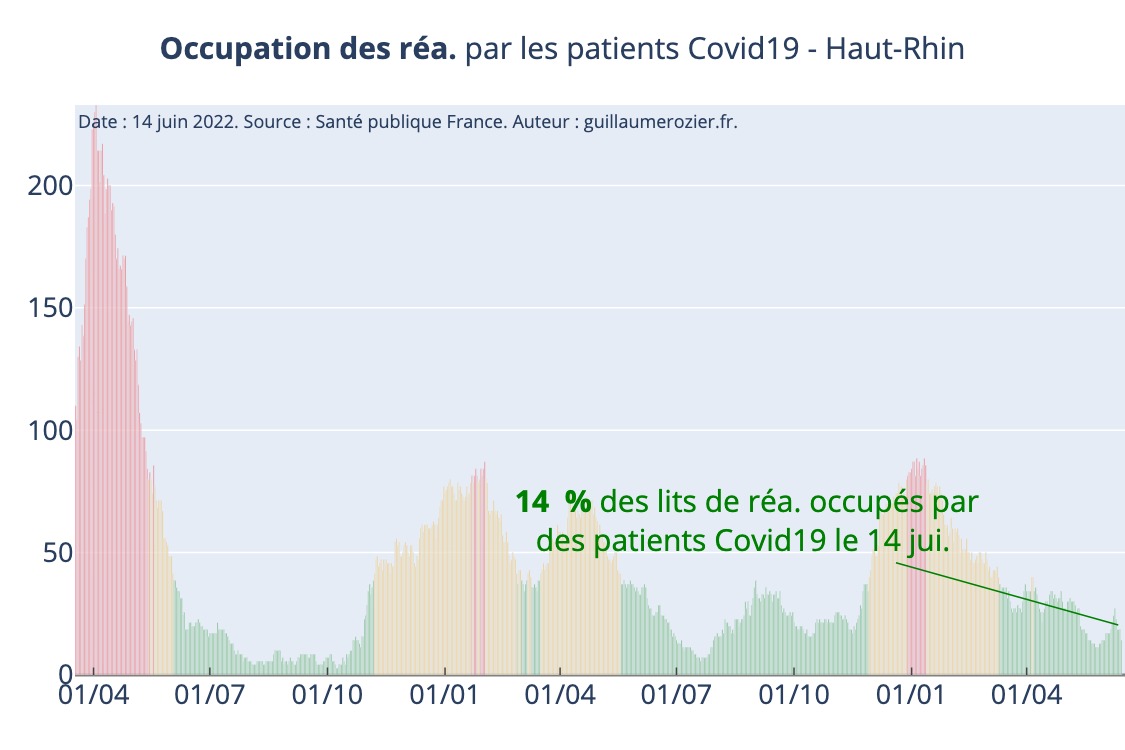 Occupation des réa. par les patients Covid19 - Haut-Rhin
Date : 14 juin 2022. Source : Santé publique France. Auteur : guillaumerozier.fr.
200
150
100
50
0
14 % des lits de réa. occupés par
des patients Covid19 le 14 jui.
01/04 01/07 01/10 01/01 01/04 01/07 01/10 01/01 01/04